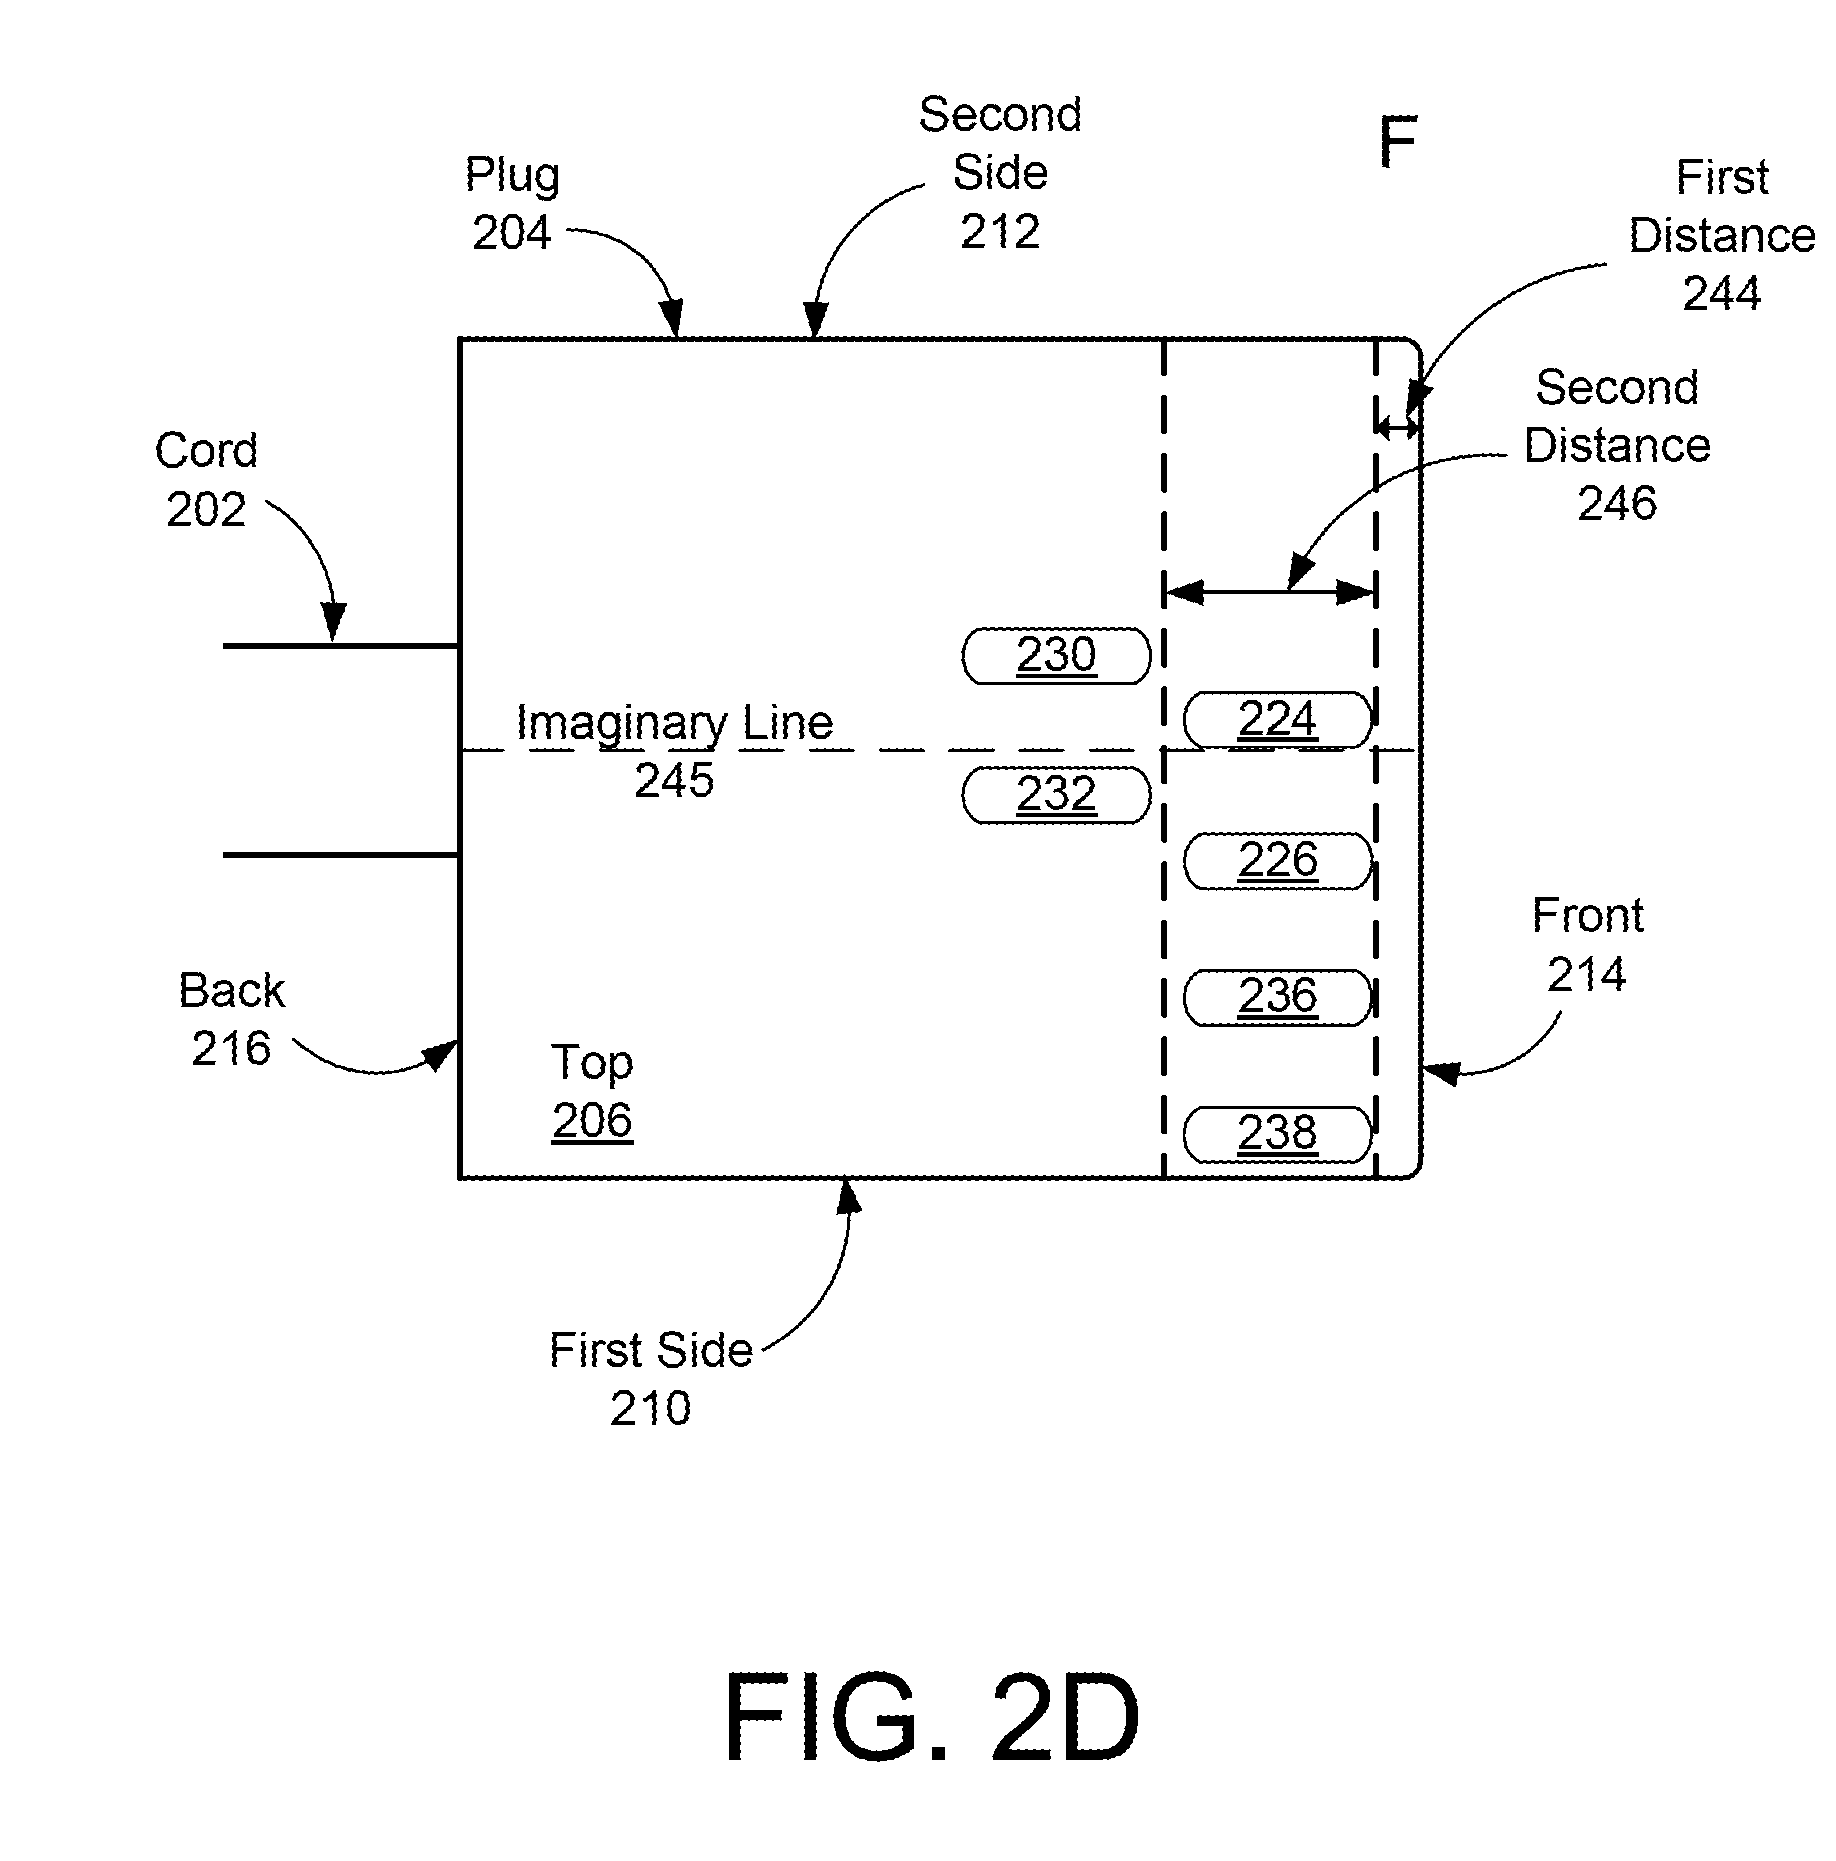 Second
Side
212
F
Plug
204
First
Distance
244
Second
Distance
246
Cord
202
230
224
Imaginary Line
245
232
226
Front
214
Back
216
236
Top
206
238
First Side
210
FIG. 2D